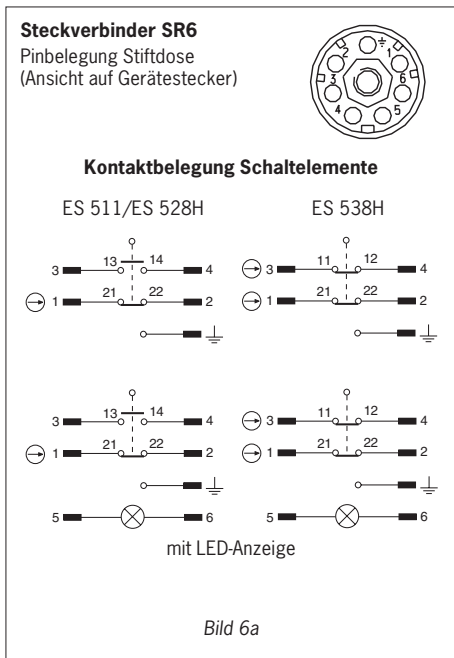 Steckverbinder SR6
Pinbelegung Stiftdose
(Ansicht auf Gerätestecker)
2 1
3 6
4 5
Kontaktbelegung Schaltelemente
ES 511/ES 528H ES 538H
3 13 14 4
1 21 22 2
3 11 12 4
1 21 22 2
3 13 14 4
1 21 22 2
5 6
3 11 12 4
1 21 22 2
5 6
mit LED-Anzeige
Bild 6a